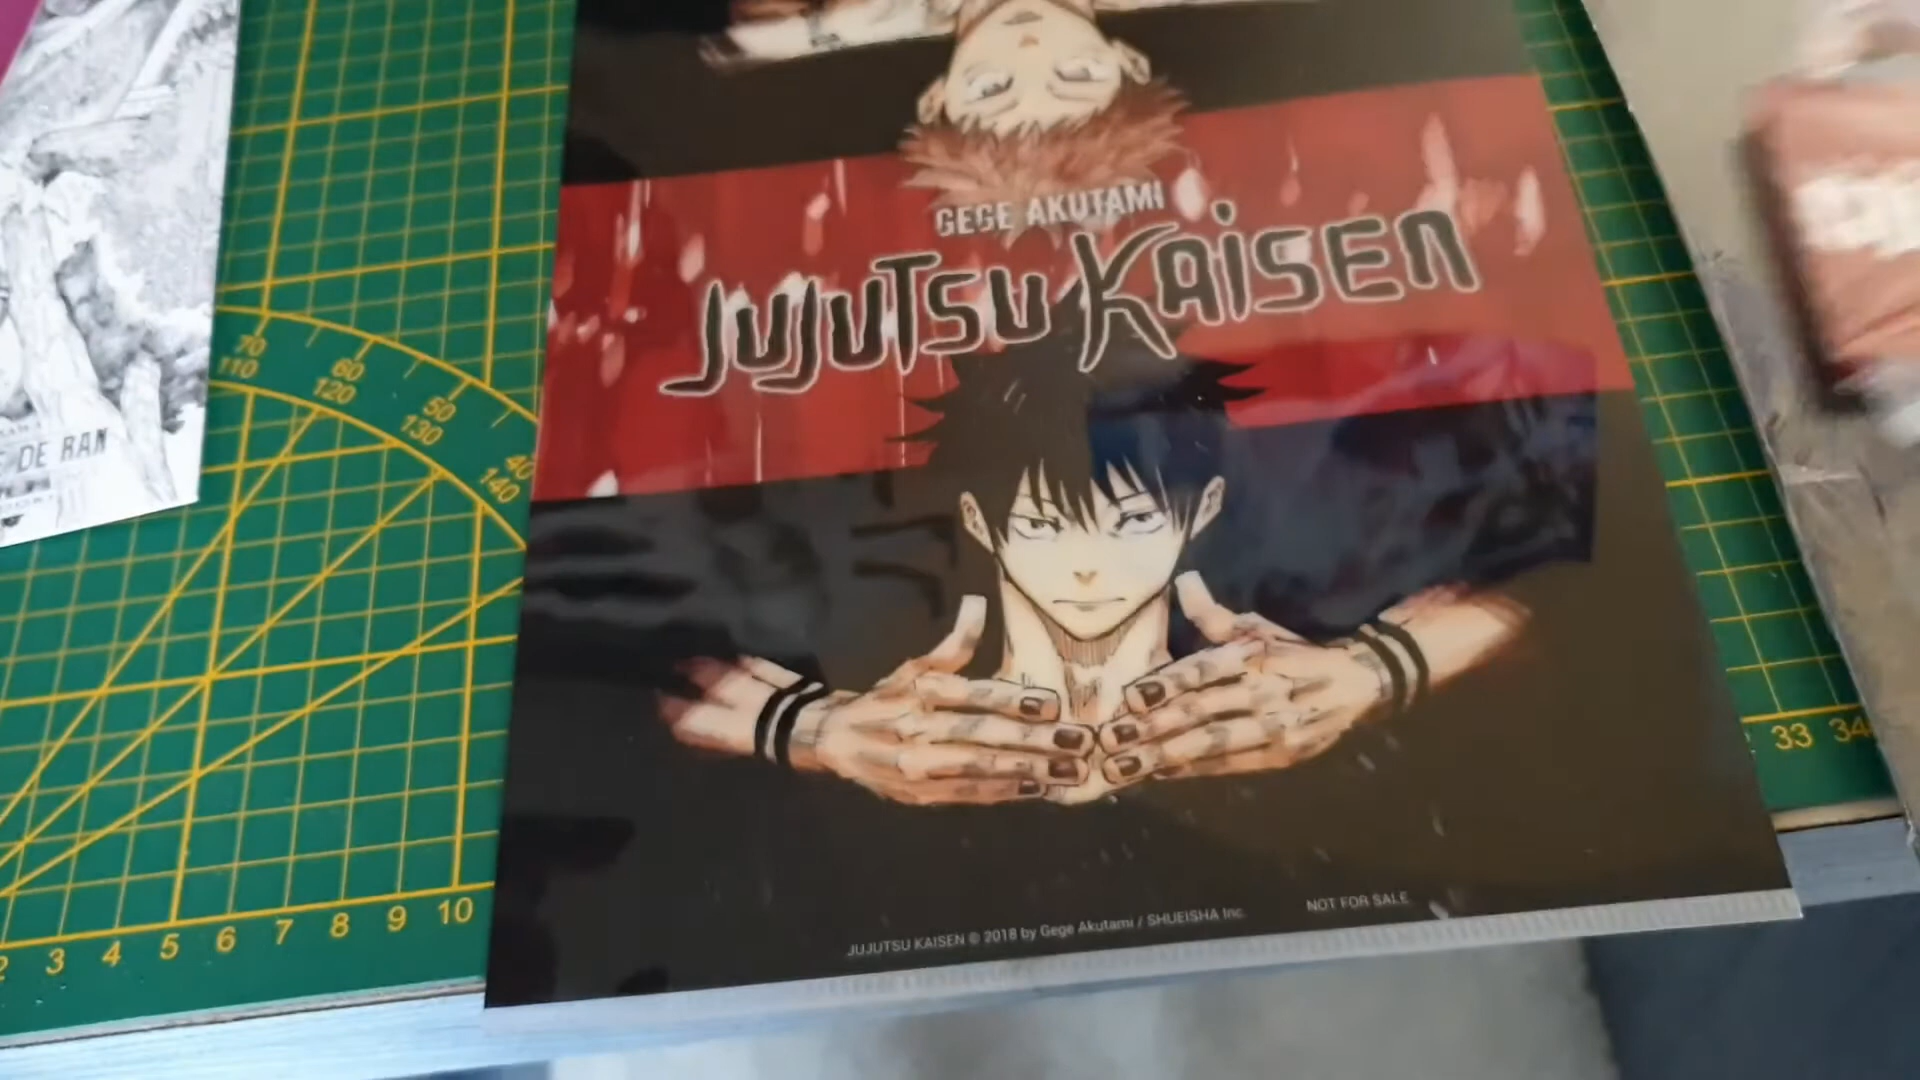 GEGE AKUTAMI
JUJUTSU KAISEN
DE RAN
70
110
60
120
50
130
40
140
3 4 5 6 7 8 9 10
33 34
JUJUTSU KAISEN © 2018 by Gege Akutami / SHUEISHA Inc.
NOT FOR SALE